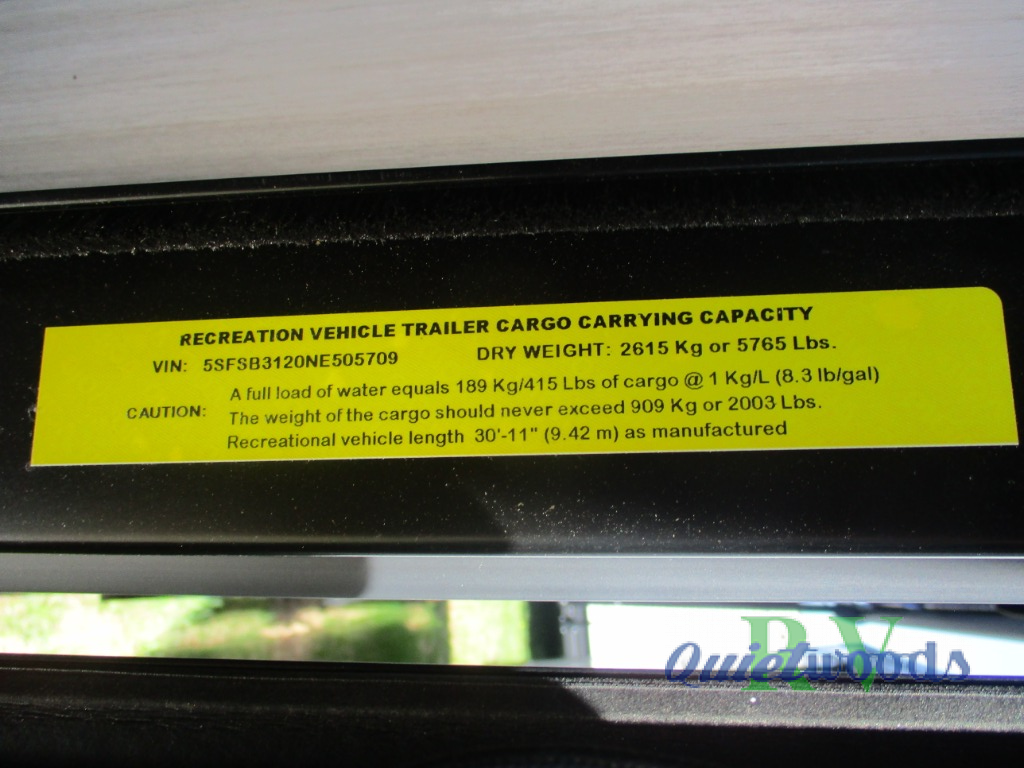 RECREATION VEHICLE TRAILER CARGO CARRYING CAPACITY
VIN: 5SFSB3120NE505709 DRY WEIGHT: 2615 Kg or 5765 Lbs.
CAUTION: A full load of water equals 189 Kg/415 Lbs of cargo @ 1 Kg/L (8.3 lb/gal)
The weight of the cargo should never exceed 909 Kg or 2003 Lbs.
Recreational vehicle length 30'-11" (9.42 m) as manufactured
Quietwoods RV